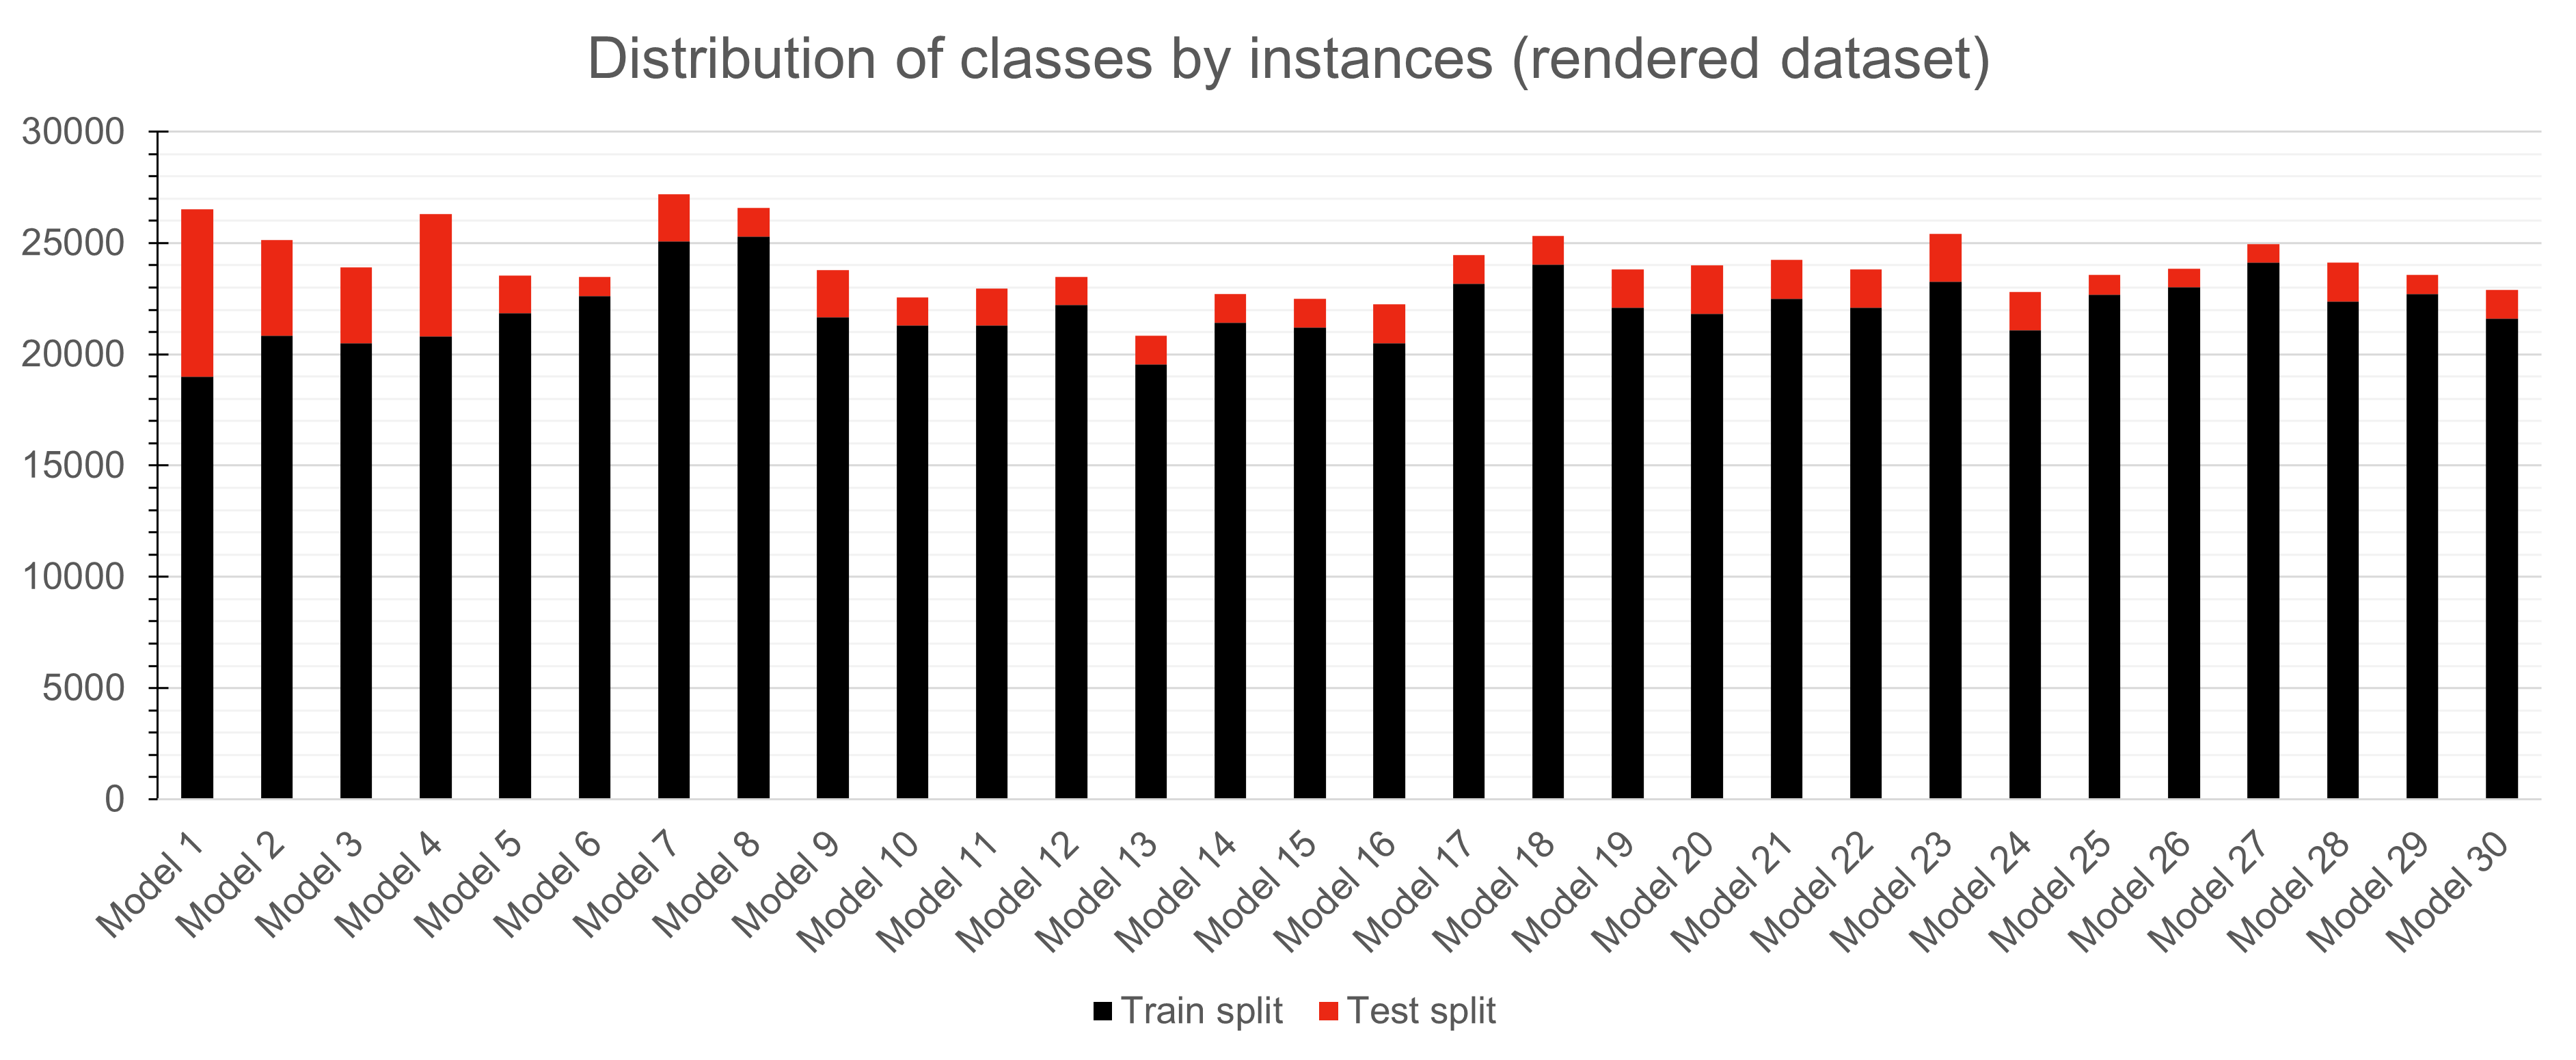 Distribution of classes by instances (rendered dataset)
30000
25000
20000
15000
10000
5000
0
Model 1
Model 2
Model 3
Model 4
Model 5
Model 6
Model 7
Model 8
Model 9
Model 10
Model 11
Model 12
Model 13
Model 14
Model 15
Model 16
Model 17
Model 18
Model 19
Model 20
Model 21
Model 22
Model 23
Model 24
Model 25
Model 26
Model 27
Model 28
Model 29
Model 30
Train split
Test split